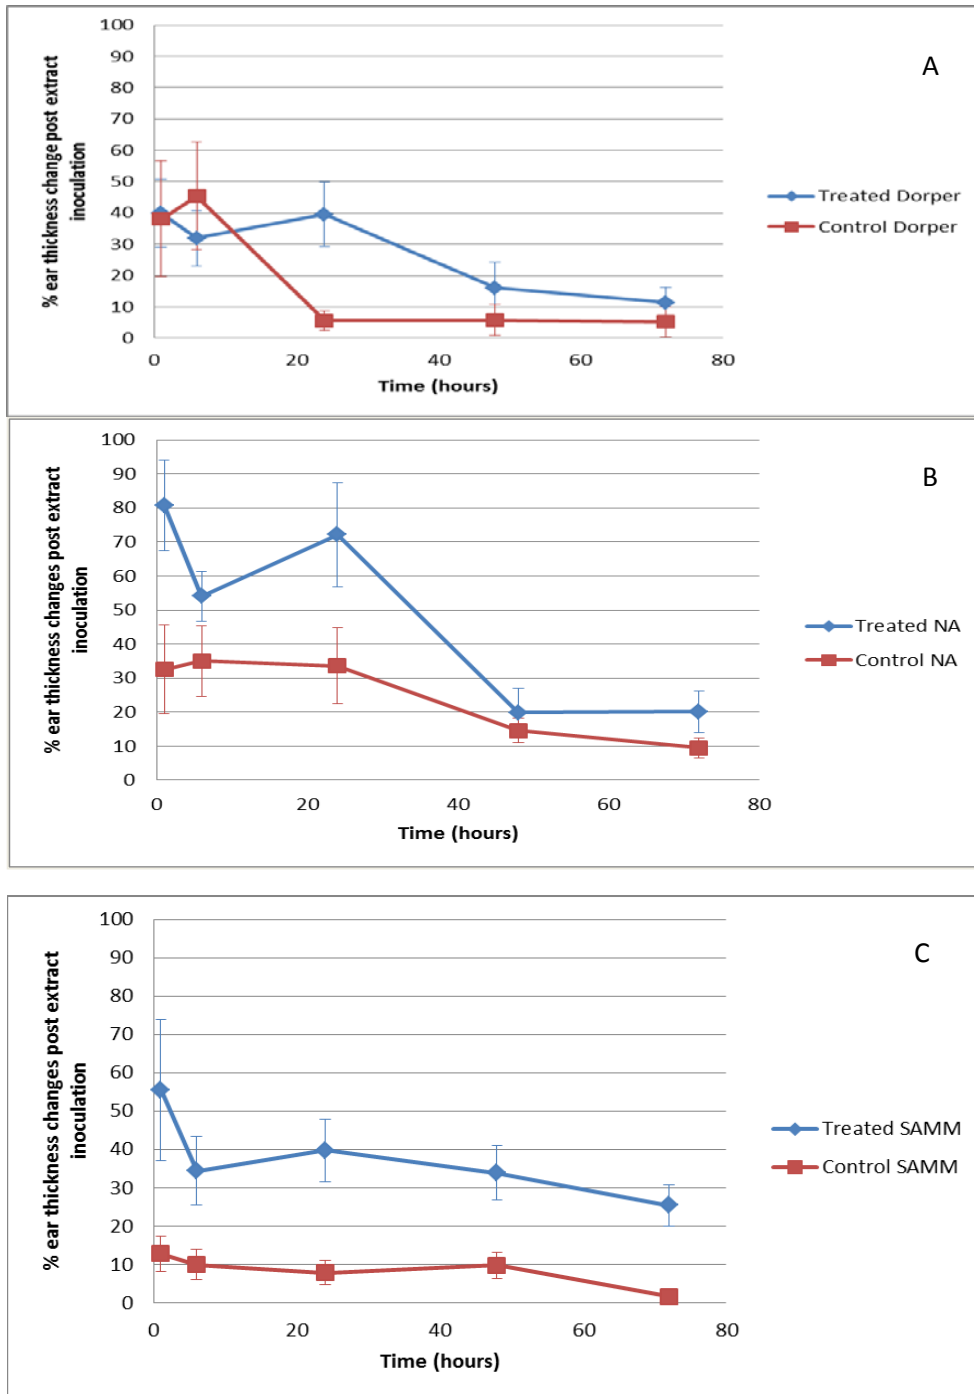 A
% ear thickness change post extract
inoculation
100
90
80
70
60
50
40
30
20
10
0
0 20 40 60 80
Time (hours)
Treated Dorper
Control Dorper
B
% ear thickness changes post extract
inoculation
100
90
80
70
60
50
40
30
20
10
0
0 20 40 60 80
Time (hours)
Treated NA
Control NA
C
% ear thickness changes post extract
inoculation
100
90
80
70
60
50
40
30
20
10
0
0 20 40 60 80
Time (hours)
Treated SAMM
Control SAMM